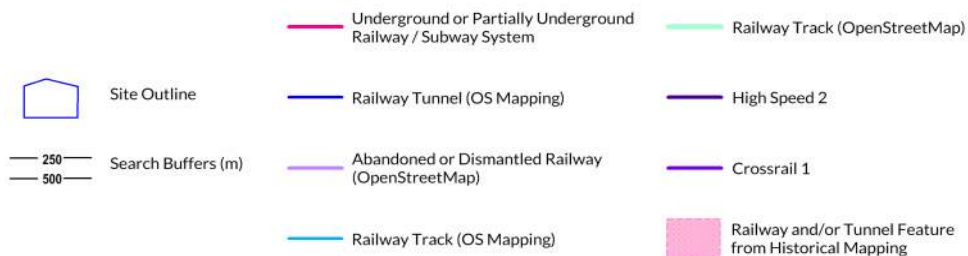 Site Outline
250
500
Search Buffers (m)
Underground or Partially Underground
Railway / Subway System
Railway Tunnel (OS Mapping)
Abandoned or Dismantled Railway
(OpenStreetMap)
Railway Track (OS Mapping)
Railway Track (OpenStreetMap)
High Speed 2
Crossrail 1
Railway and/or Tunnel Feature
from Historical Mapping